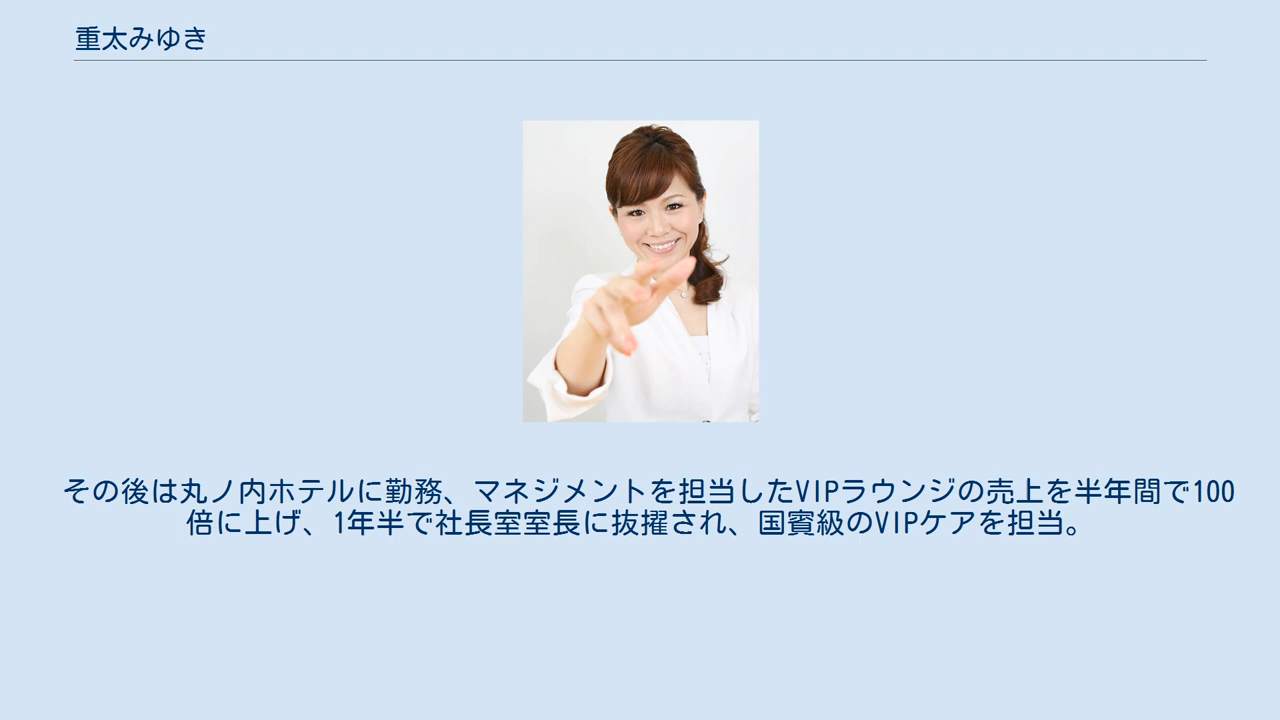 重太みゆき
その後は丸ノ内ホテルに勤務、マネジメントを担当したVIPラウンジの売上を半年間で100
倍に上げ、1年半で社長室室長に抜擢され、国賓級のVIPケアを担当。